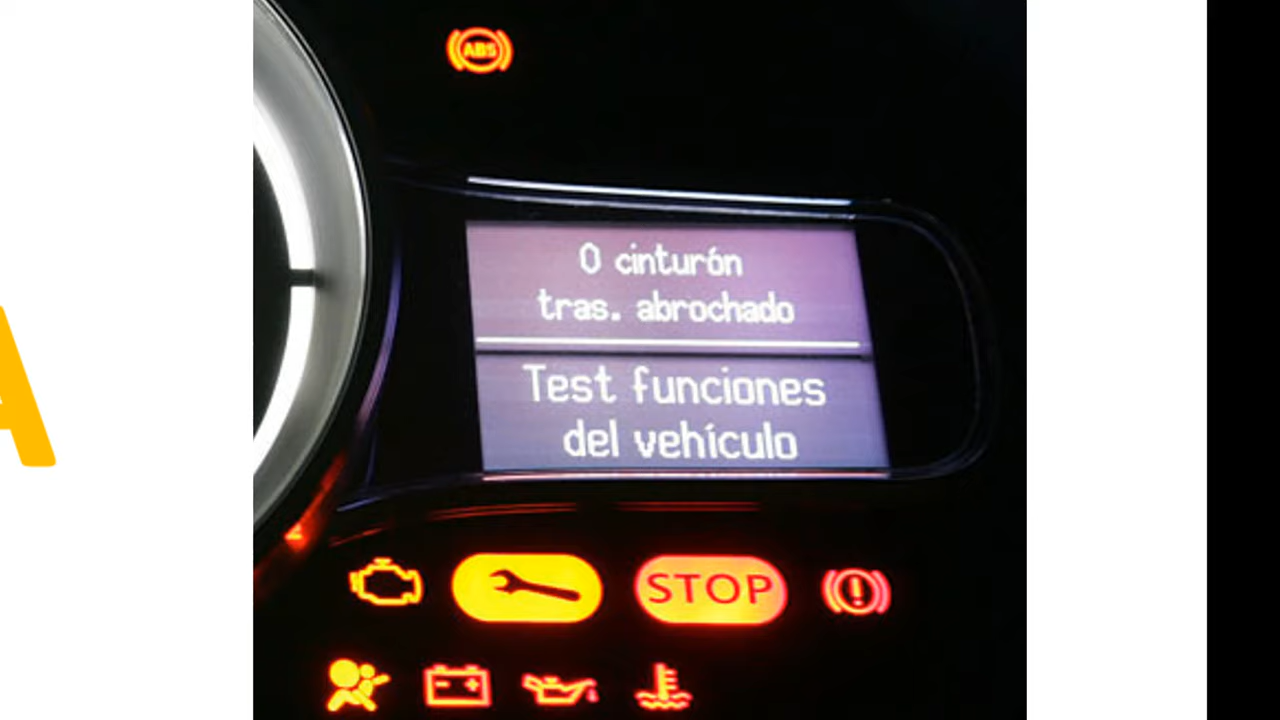 A
ABS
0 cinturón
tras. abrochado
Test funciones
del vehículo
STOP